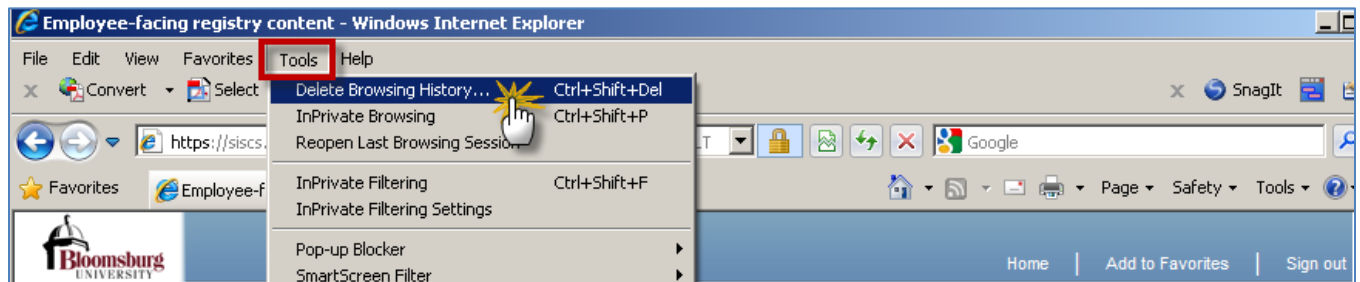 Employee-facing registry content - Windows Internet Explorer
File Edit View Favorites Tools Help
Convert Select
SnagIt
Delete Browsing History... Ctrl+Shift+Del
InPrivate Browsing Ctrl+Shift+P
Reopen Last Browsing Session
https://siscs.
LT
Google
Favorites
Employee-f
InPrivate Filtering Ctrl+Shift+F
InPrivate Filtering Settings
Page Safety Tools
Pop-up Blocker
SmartScreen Filter
Bloomsburg
UNIVERSITY
Home | Add to Favorites | Sign out